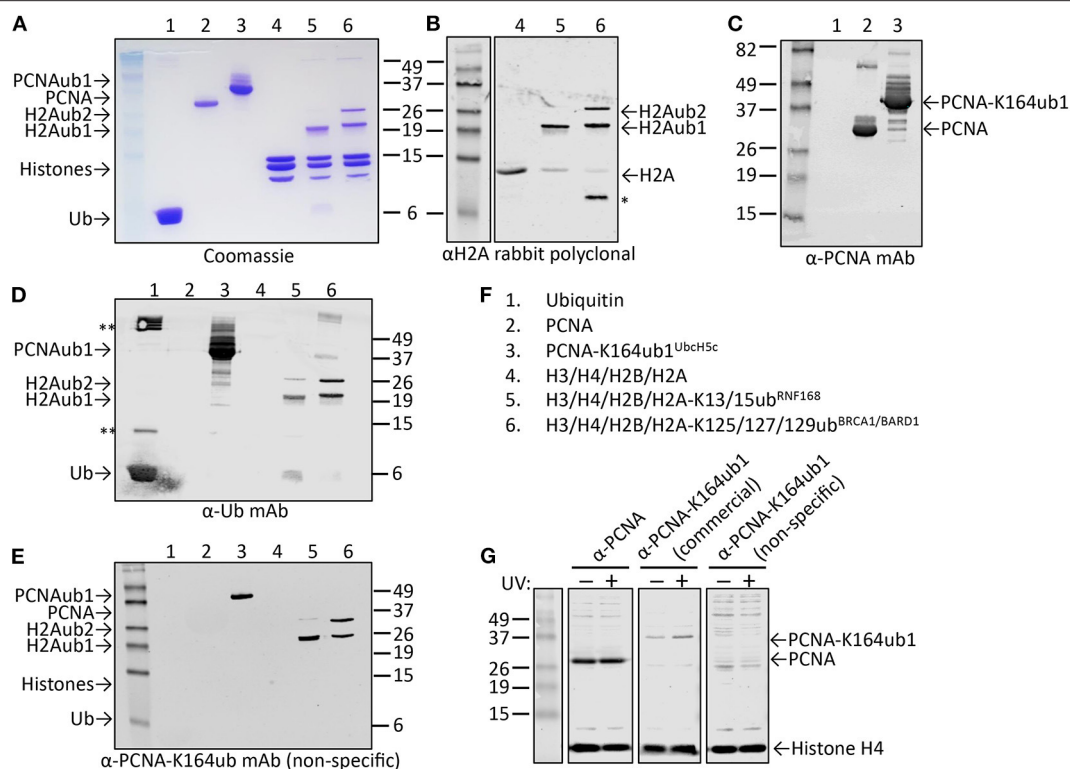 A
1 2 3 4 5 6
PCNAub1→
PCNA→
H2Aub2→
H2Aub1→
Histones→
Ub→
49
37
26
19
15
6
Coomassie
B
4 5 6
←H2Aub2
←H2Aub1
←H2A
*
αH2A rabbit polyclonal
C
1 2 3
82
49
37
26
19
15
←PCNA-K164ub1
←PCNA
α-PCNA mAb
D
1 2 3 4 5 6
**
PCNAub1→
H2Aub2→
H2Aub1→
**
Ub→
49
37
26
19
15
6
α-Ub mAb
E
1 2 3 4 5 6
PCNAub1→
PCNA→
H2Aub2→
H2Aub1→
Histones→
Ub→
49
37
26
19
15
6
α-PCNA-K164ub mAb (non-specific)
F
1. Ubiquitin
2. PCNA
3. PCNA-K164ub1UbcH5c
4. H3/H4/H2B/H2A
5. H3/H4/H2B/H2A-K13/15ubRNF168
6. H3/H4/H2B/H2A-K125/127/129ubBRCA1/BARD1
G
α-PCNA
α-PCNA-K164ub1
(commercial)
α-PCNA-K164ub1
(non-specific)
UV: − + − + − +
49
37
26
19
15
←PCNA-K164ub1
←PCNA
←Histone H4